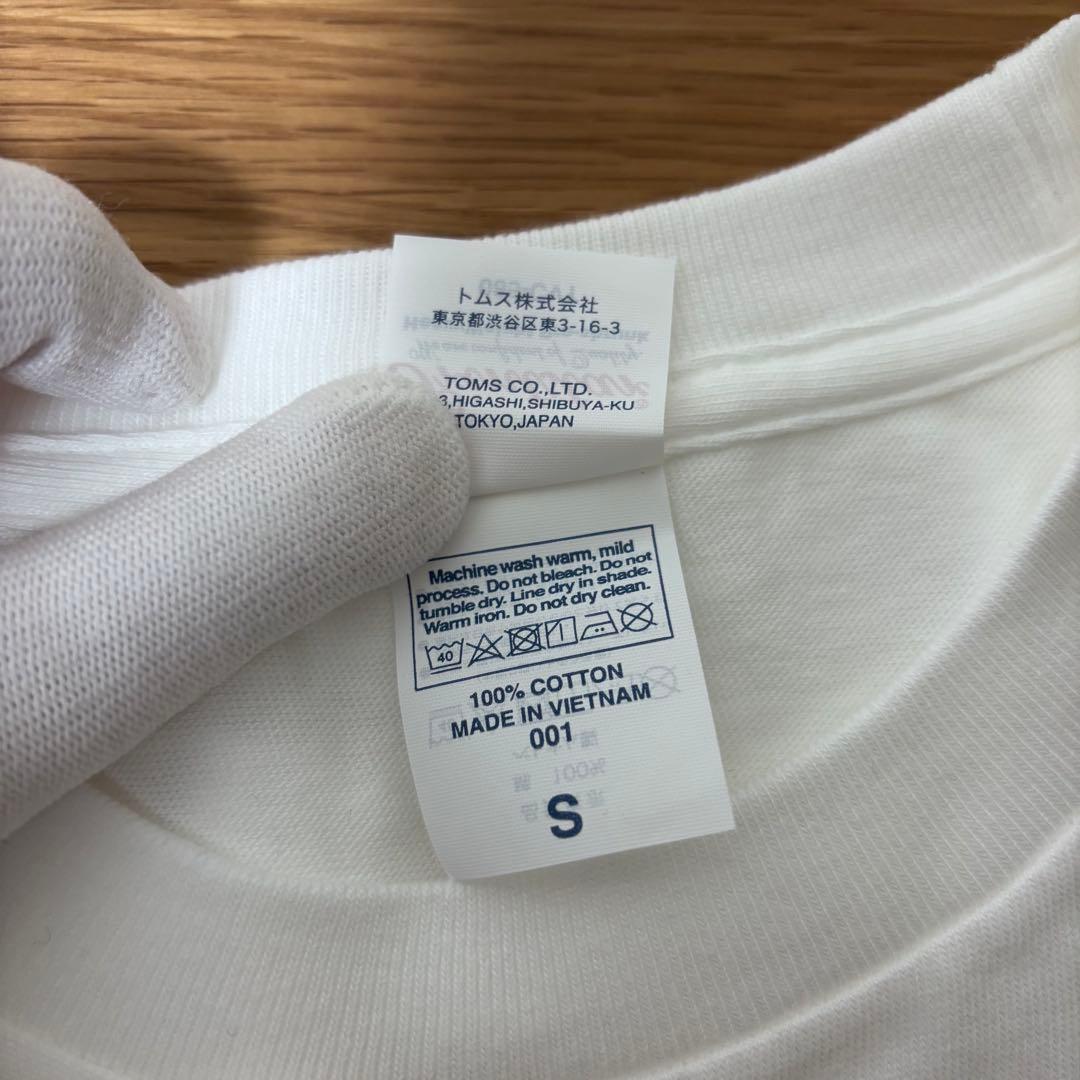 トムス株式会社
東京都渋谷区東3-16-3
TOMS CO.,LTD.
3,HIGASHI,SHIBUYA-KU
TOKYO,JAPAN
Machine wash warm, mild
process. Do not bleach. Do not
tumble dry. Line dry in shade.
Warm iron. Do not dry clean.
40
100% COTTON
MADE IN VIETNAM
001
S